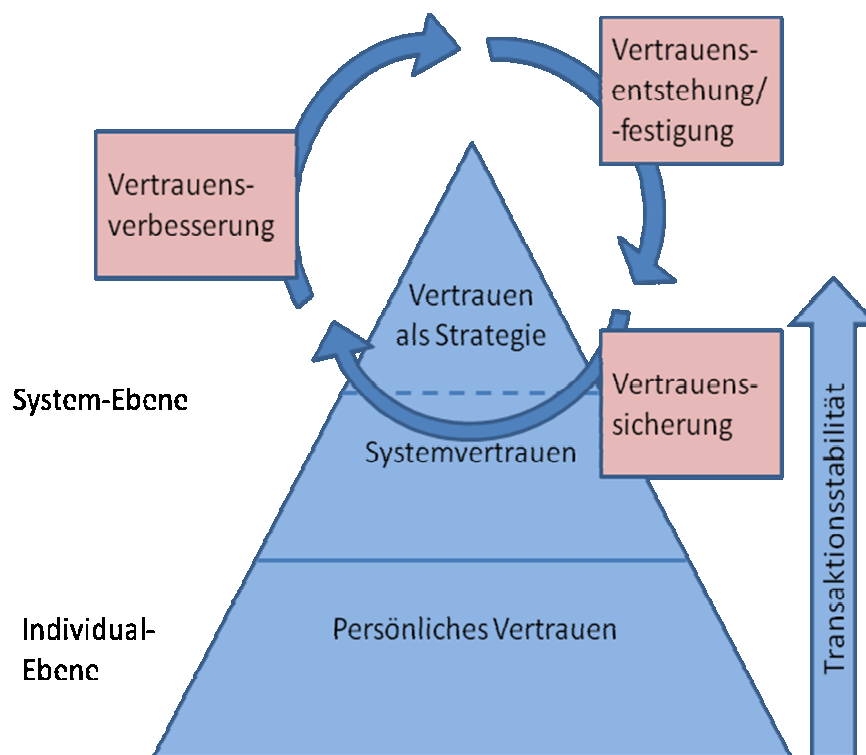 Vertrauens-
entstehung/
-festigung
Vertrauens-
verbesserung
Vertrauen
als Strategie
Vertrauens-
sicherung
System-Ebene
Systemvertrauen
Individual-
Ebene
Persönliches Vertrauen
Transaktionsstabilität